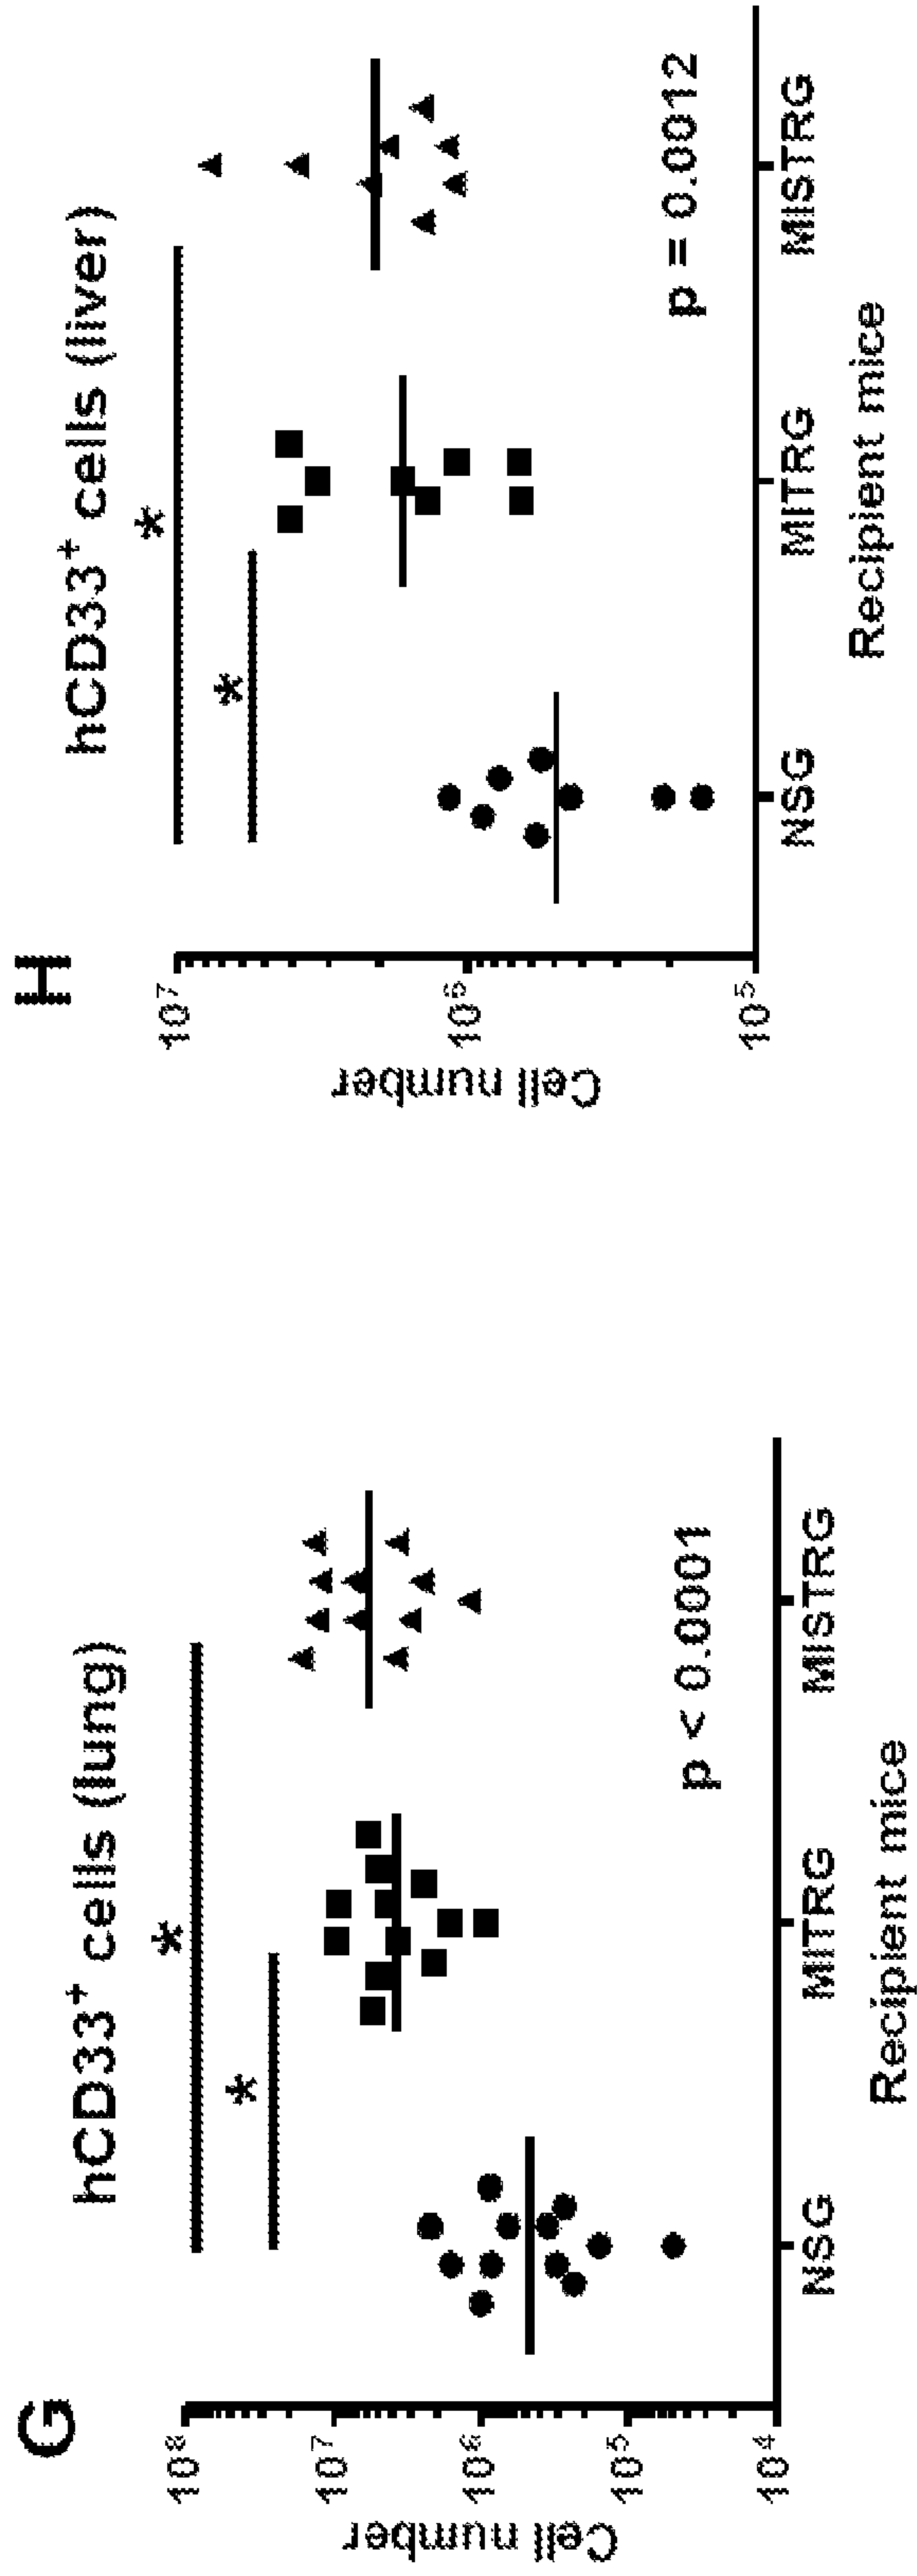 G
hCD33⁺ cells (lung)
*
*
Cell number
10⁸
10⁷
10⁶
10⁵
10⁴
p < 0.0001
NSG
MITRG
MISTRG
Recipient mice
H
hCD33⁺ cells (liver)
*
*
Cell number
10⁷
10⁶
10⁵
p = 0.0012
NSG
MITRG
MISTRG
Recipient mice